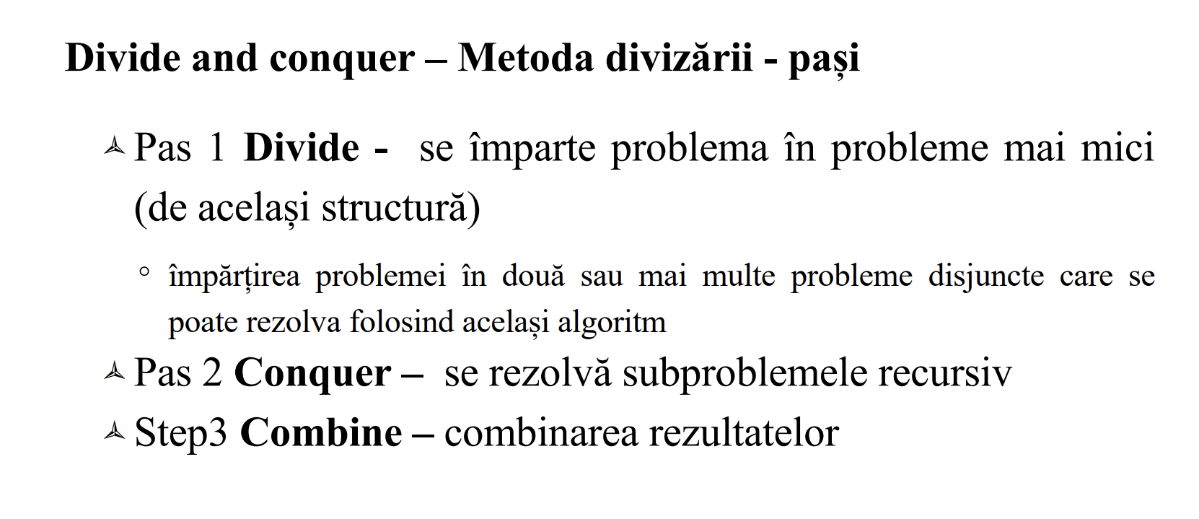 Divide and conquer – Metoda divizării - pași
Pas 1 Divide - se împarte problema în probleme mai mici
(de același structură)
împărțirea problemei în două sau mai multe probleme disjuncte care se
poate rezolva folosind același algoritm
Pas 2 Conquer – se rezolvă subproblemele recursiv
Step3 Combine – combinarea rezultatelor